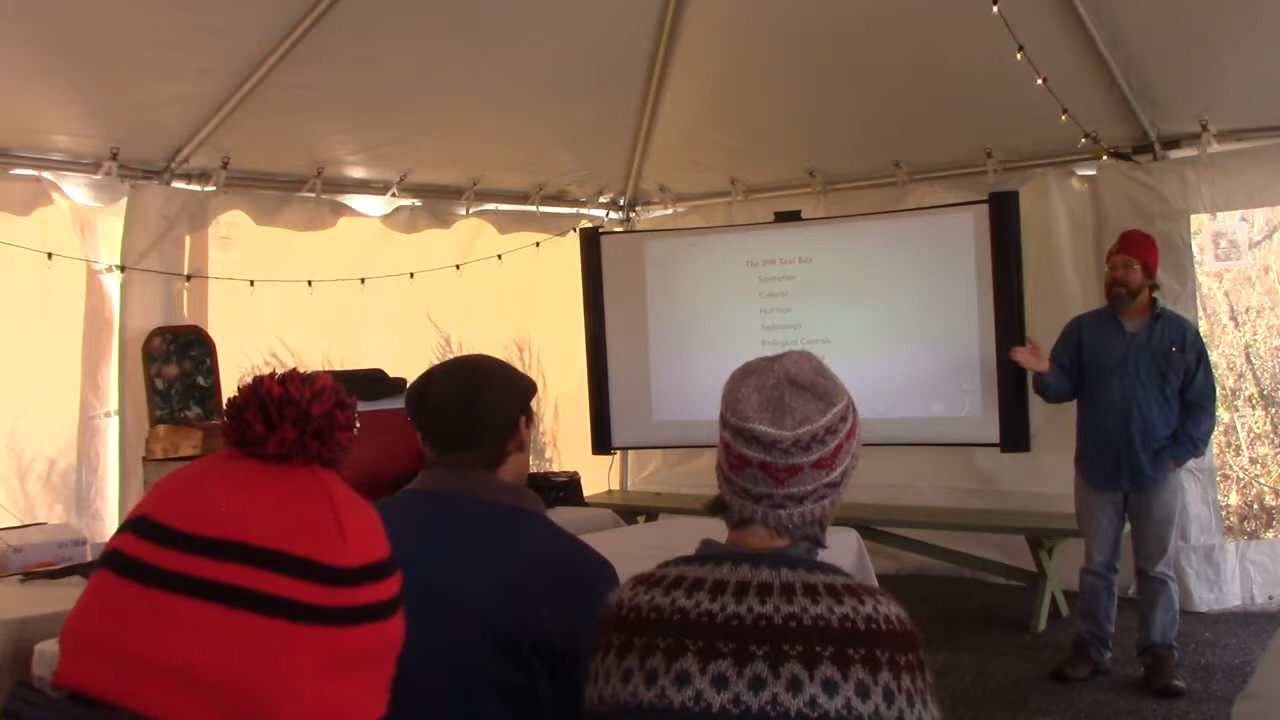 The IPM Tool Box
Sanitation
Cultural
Nutrition
Technology
Biological Controls